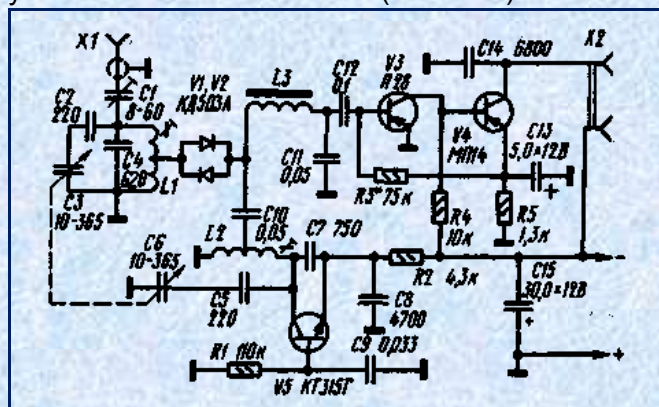 X1
C1
8-60
C2
220
C3
10-365
C4
620
L1
V1, V2
КД503А
L3
C12
0,1
V3
П28
C11
0,05
V4
МП14
C14 6800
X2
C13
5,0×12В
R3* 75к
R4
10к
R5
1,3к
L2
C10
0,05
C7 750
C6
10-365
C5
220
R2 4,3к
C8
4700
C9 0,033
R1 110к
V5 КТ315Г
C15
30,0×12В
-
+